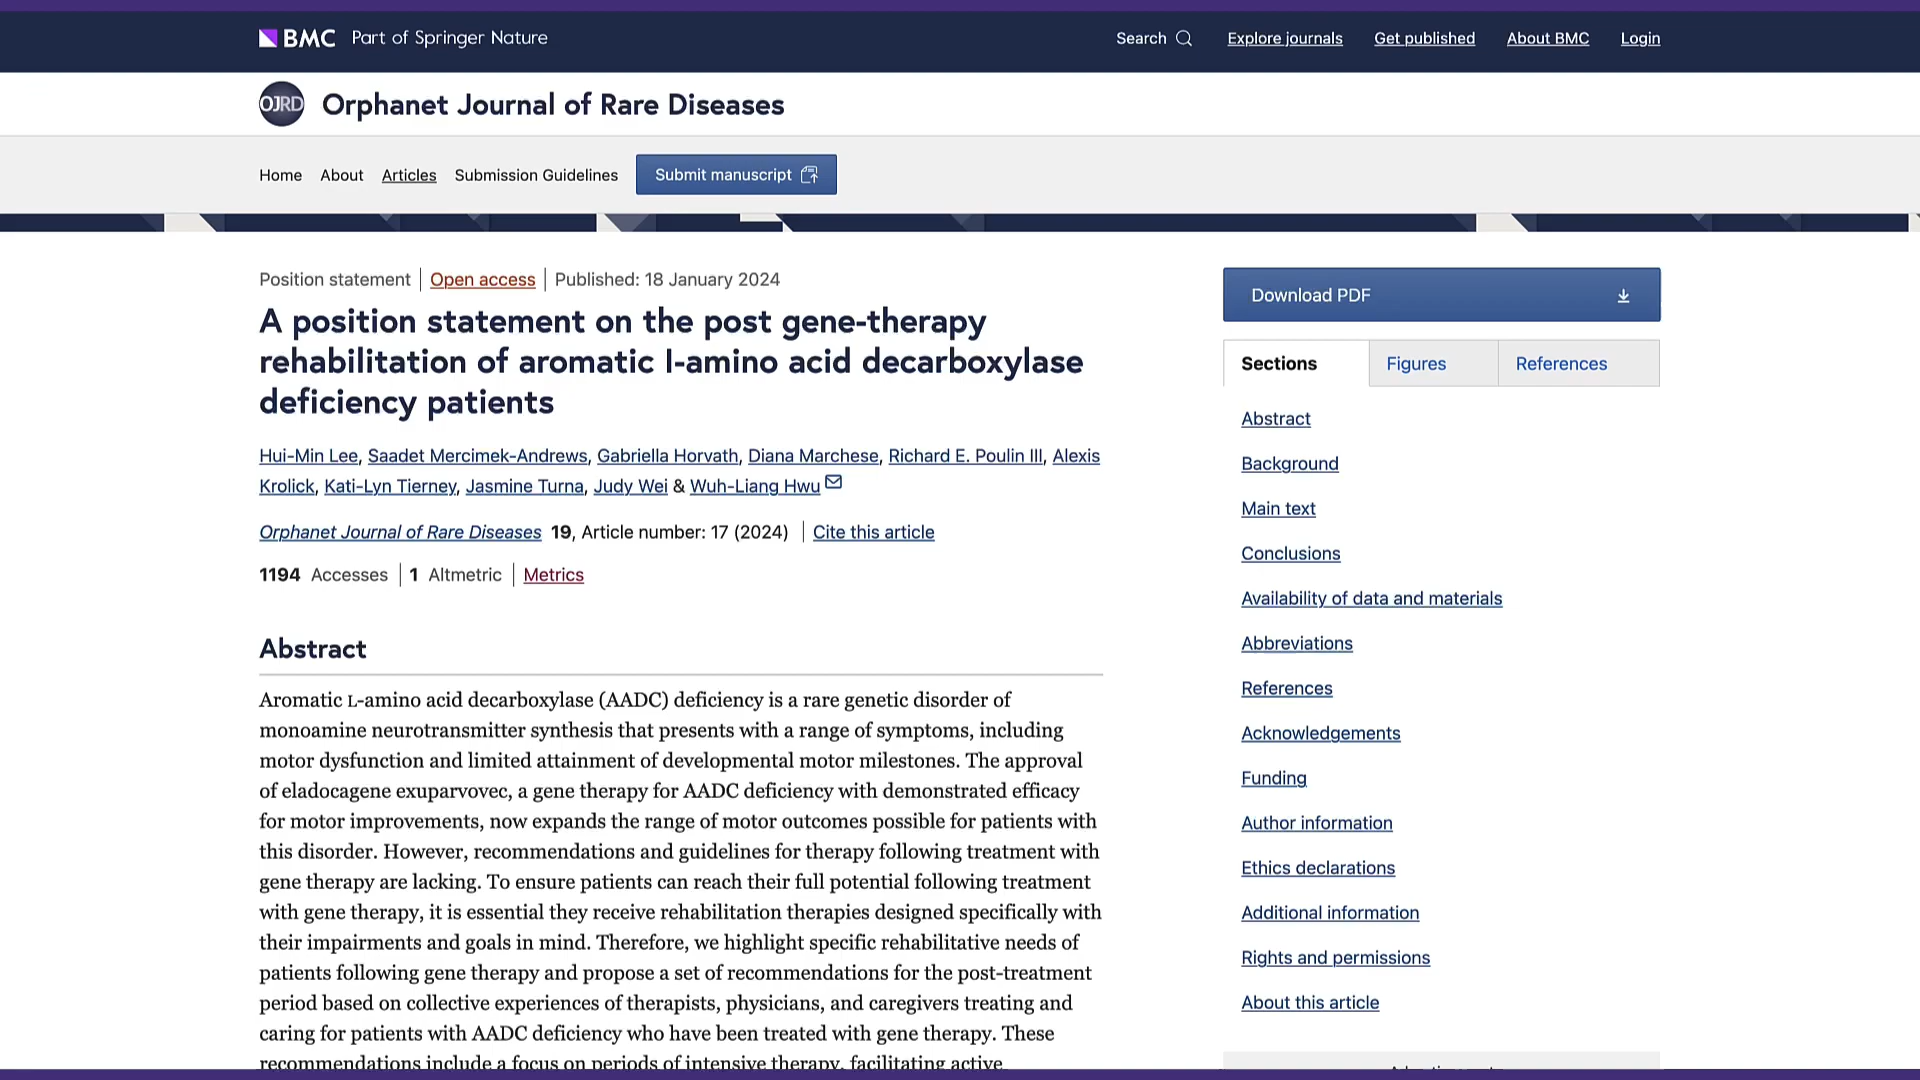 BMC Part of Springer Nature
Search Explore journals Get published About BMC Login
OJRD Orphanet Journal of Rare Diseases
Home About Articles Submission Guidelines Submit manuscript
Position statement Open access Published: 18 January 2024
A position statement on the post gene-therapy
rehabilitation of aromatic l-amino acid decarboxylase
deficiency patients
Hui-Min Lee, Saadet Mercimek-Andrews, Gabriella Horvath, Diana Marchese, Richard E. Poulin III, Alexis
Krolick, Kati-Lyn Tierney, Jasmine Turna, Judy Wei & Wuh-Liang Hwu
Orphanet Journal of Rare Diseases 19, Article number: 17 (2024) Cite this article
1194 Accesses 1 Altmetric Metrics
Abstract
Aromatic L-amino acid decarboxylase (AADC) deficiency is a rare genetic disorder of
monoamine neurotransmitter synthesis that presents with a range of symptoms, including
motor dysfunction and limited attainment of developmental motor milestones. The approval
of eladocagene exuparvovec, a gene therapy for AADC deficiency with demonstrated efficacy
for motor improvements, now expands the range of motor outcomes possible for patients with
this disorder. However, recommendations and guidelines for therapy following treatment with
gene therapy are lacking. To ensure patients can reach their full potential following treatment
with gene therapy, it is essential they receive rehabilitation therapies designed specifically with
their impairments and goals in mind. Therefore, we highlight specific rehabilitative needs of
patients following gene therapy and propose a set of recommendations for the post-treatment
period based on collective experiences of therapists, physicians, and caregivers treating and
caring for patients with AADC deficiency who have been treated with gene therapy. These
recommendations include a focus on periods of intensive therapy, facilitating active
Download PDF
Sections Figures References
Abstract
Background
Main text
Conclusions
Availability of data and materials
Abbreviations
References
Acknowledgements
Funding
Author information
Ethics declarations
Additional information
Rights and permissions
About this article